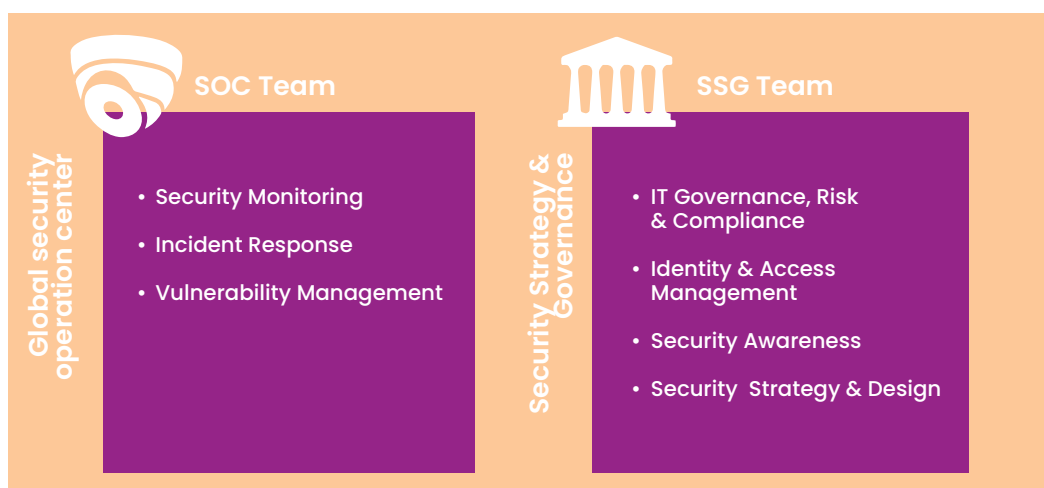 SOC Team
Global security
operation center
• Security Monitoring
• Incident Response
• Vulnerability Management
SSG Team
Security Strategy &
Governance
• IT Governance, Risk
& Compliance
• Identity & Access
Management
• Security Awareness
• Security  Strategy & Design